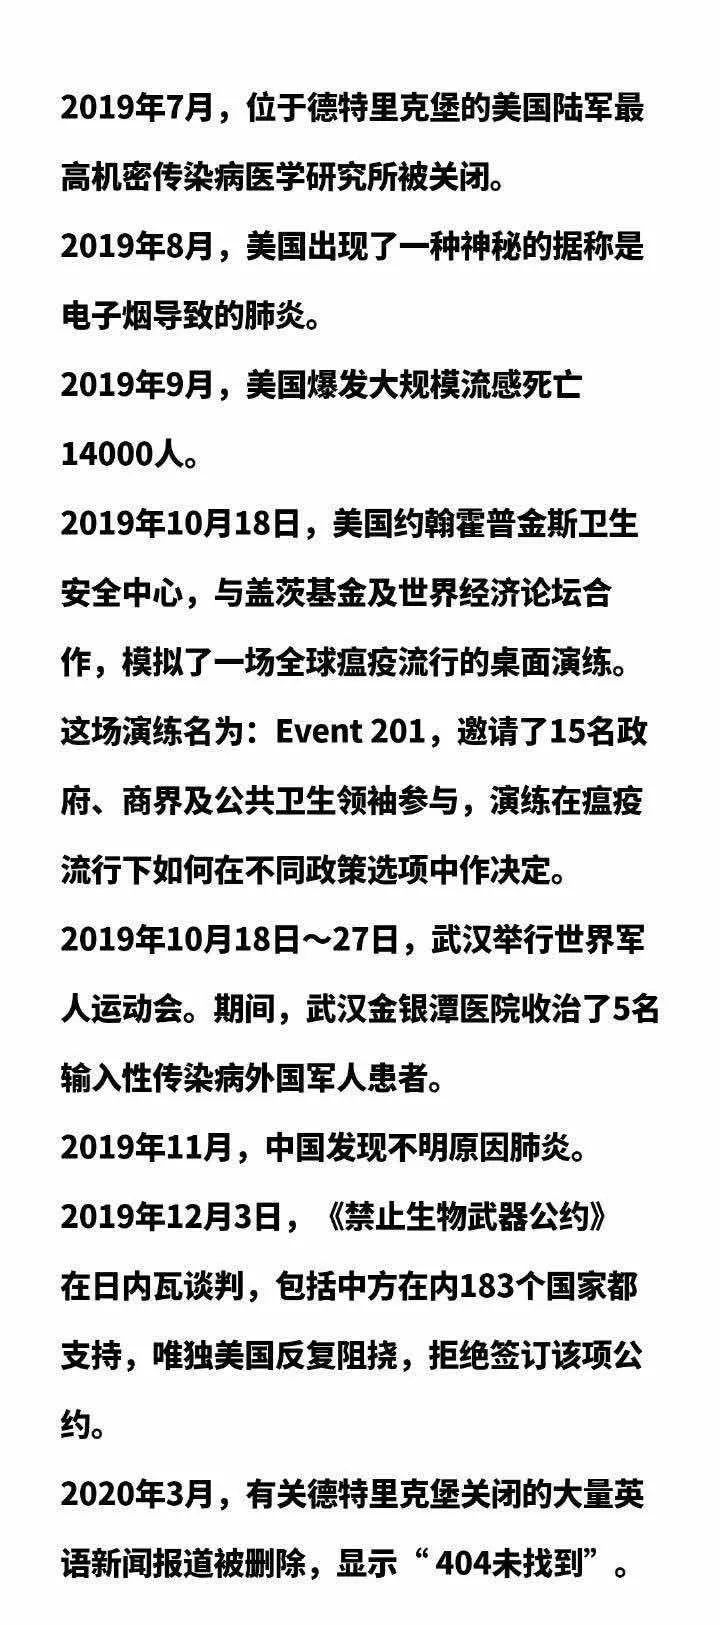 2019年7月，位于德特里克堡的美国陆军最
高机密传染病医学研究所被关闭。
2019年8月，美国出现了一种神秘的据称是
电子烟导致的肺炎。
2019年9月，美国爆发大规模流感死亡
14000人。
2019年10月18日，美国约翰霍普金斯卫生
安全中心，与盖茨基金及世界经济论坛合
作，模拟了一场全球瘟疫流行的桌面演练。
这场演练名为：Event 201，邀请了15名政
府、商界及公共卫生领袖参与，演练在瘟疫
流行下如何在不同政策选项中作决定。
2019年10月18日～27日，武汉举行世界军
人运动会。期间，武汉金银潭医院收治了5名
输入性传染病外国军人患者。
2019年11月，中国发现不明原因肺炎。
2019年12月3日，《禁止生物武器公约》
在日内瓦谈判，包括中方在内183个国家都
支持，唯独美国反复阻挠，拒绝签订该项公
约。
2020年3月，有关德特里克堡关闭的大量英
语新闻报道被删除，显示“ 404未找到”。